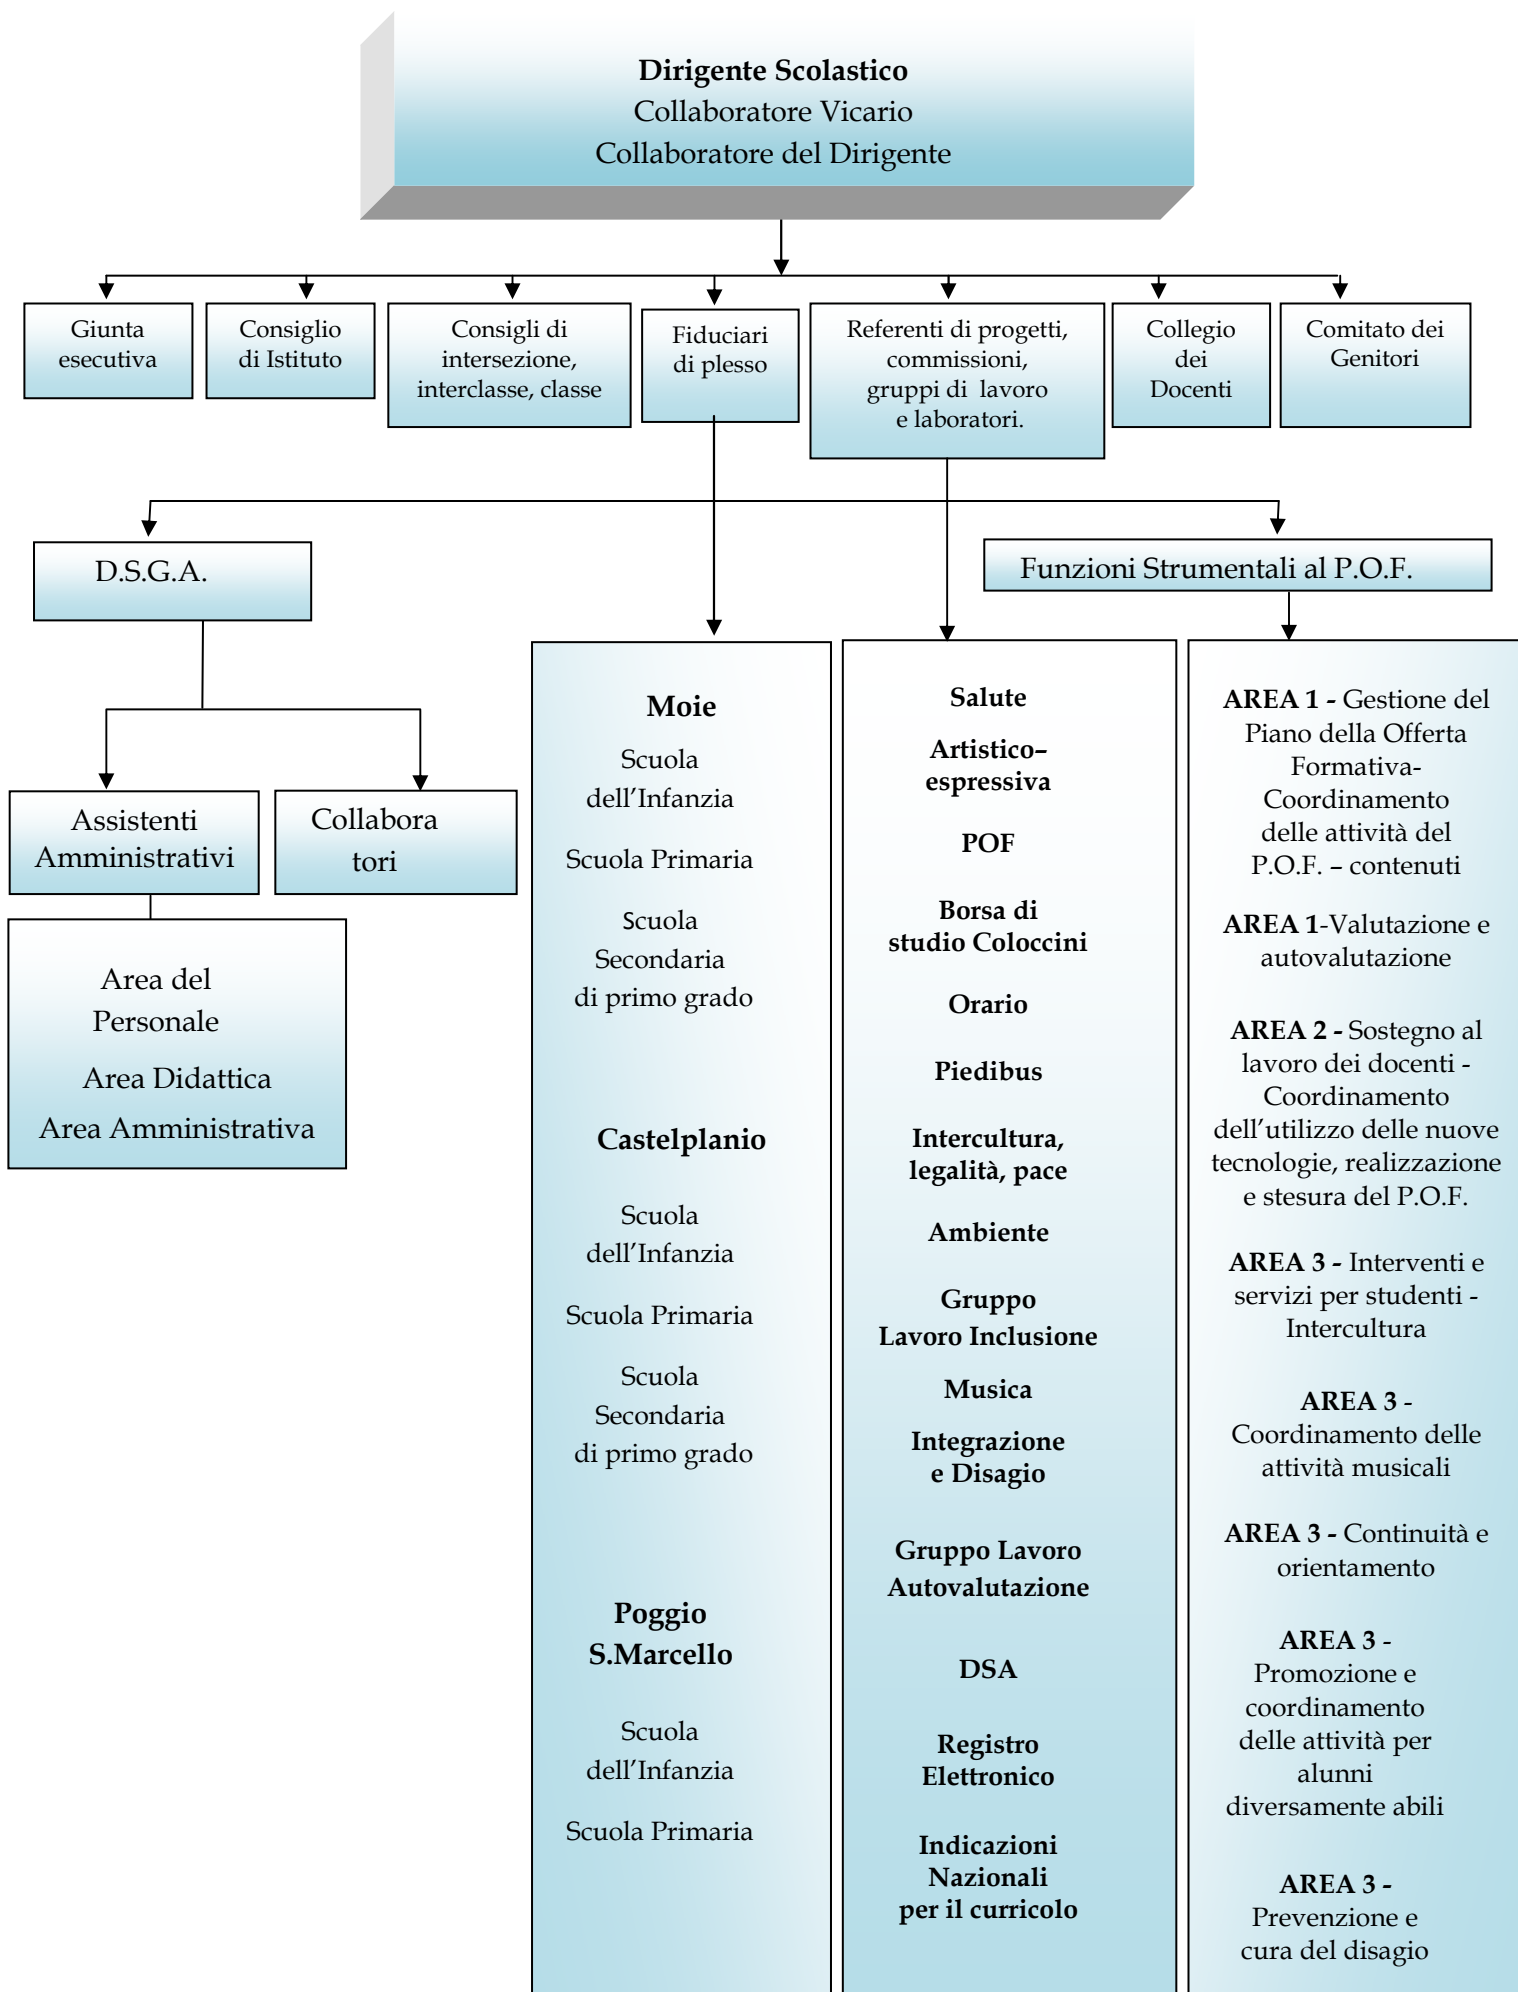 Dirigente Scolastico
Collaboratore Vicario
Collaboratore del Dirigente
Giunta
esecutiva
Consiglio
di Istituto
Consigli di
intersezione,
interclasse, classe
Fiduciari
di plesso
Referenti di progetti,
commissioni,
gruppi di lavoro
e laboratori.
Collegio
dei
Docenti
Comitato dei
Genitori
D.S.G.A.
Funzioni Strumentali al P.O.F.
Assistenti
Amministrativi
Collabora
tori
Area del
Personale
Area Didattica
Area Amministrativa
Moie
Scuola
dell’Infanzia
Scuola Primaria
Scuola
Secondaria
di primo grado
Castelplanio
Scuola
dell’Infanzia
Scuola Primaria
Scuola
Secondaria
di primo grado
Poggio
S.Marcello
Scuola
dell’Infanzia
Scuola Primaria
Salute
Artistico–
espressiva
POF
Borsa di
studio Coloccini
Orario
Piedibus
Intercultura,
legalità, pace
Ambiente
Gruppo
Lavoro Inclusione
Musica
Integrazione
e Disagio
Gruppo Lavoro
Autovalutazione
DSA
Registro
Elettronico
Indicazioni
Nazionali
per il curricolo
AREA 1 - Gestione del
Piano della Offerta
Formativa-
Coordinamento
delle attività del
P.O.F. – contenuti
AREA 1-Valutazione e
autovalutazione
AREA 2 - Sostegno al
lavoro dei docenti -
Coordinamento
dell’utilizzo delle nuove
tecnologie, realizzazione
e stesura del P.O.F.
AREA 3 - Interventi e
servizi per studenti -
Intercultura
AREA 3 -
Coordinamento delle
attività musicali
AREA 3 - Continuità e
orientamento
AREA 3 -
Promozione e
coordinamento
delle attività per
alunni
diversamente abili
AREA 3 -
Prevenzione e
cura del disagio